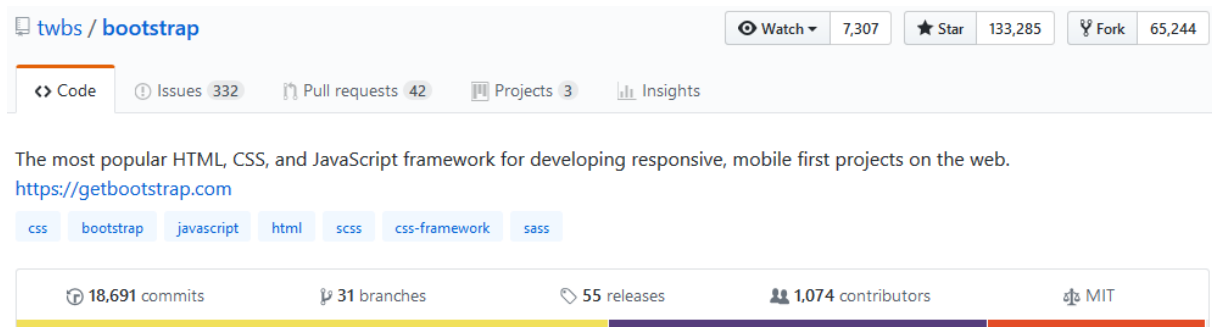 twbs / bootstrap Watch 7,307 Star 133,285 Fork 65,244
Code Issues 332 Pull requests 42 Projects 3 Insights
The most popular HTML, CSS, and JavaScript framework for developing responsive, mobile first projects on the web.
https://getbootstrap.com
css bootstrap javascript html scss css-framework sass
18,691 commits 31 branches 55 releases 1,074 contributors MIT